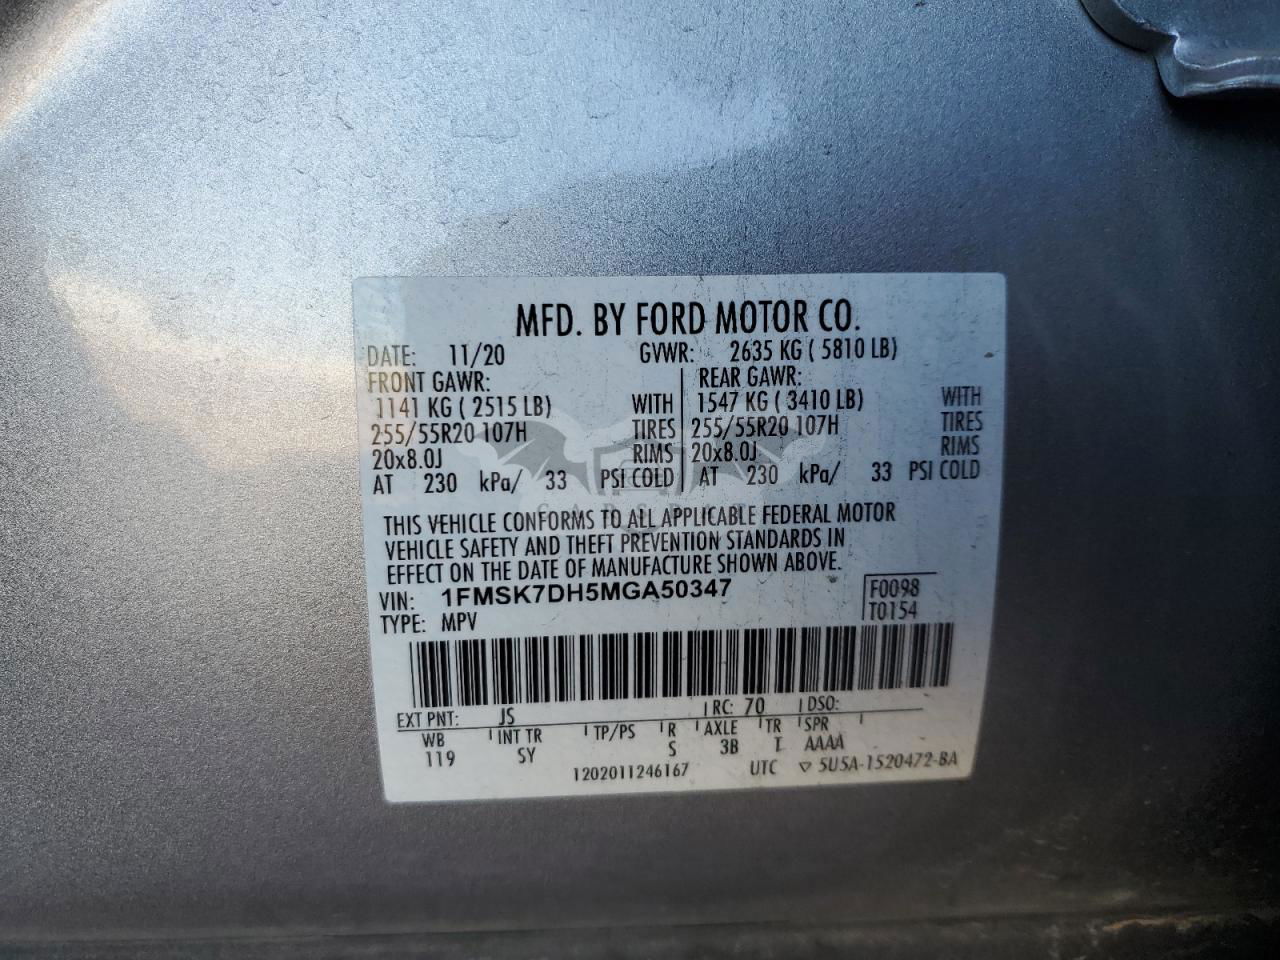 MFD. BY FORD MOTOR CO.
DATE: 11/20 GVWR: 2635 KG ( 5810 LB)
FRONT GAWR: REAR GAWR:
1141 KG ( 2515 LB) WITH 1547 KG ( 3410 LB) WITH
255/55R20 107H TIRES 255/55R20 107H TIRES
20x8.0J RIMS 20x8.0J RIMS
AT 230 kPa/ 33 PSI COLD AT 230 kPa/ 33 PSI COLD
THIS VEHICLE CONFORMS TO ALL APPLICABLE FEDERAL MOTOR
VEHICLE SAFETY AND THEFT PREVENTION STANDARDS IN
EFFECT ON THE DATE OF MANUFACTURE SHOWN ABOVE.
VIN: 1FMSK7DH5MGA50347 F0098
TYPE: MPV T0154
EXT PNT: JS RC: 70 DSO:
WB INT TR TP/PS R AXLE TR SPR
119 SY S 3B AAAA
1202011246167 UTC ▽ 5U5A-1520472-BA